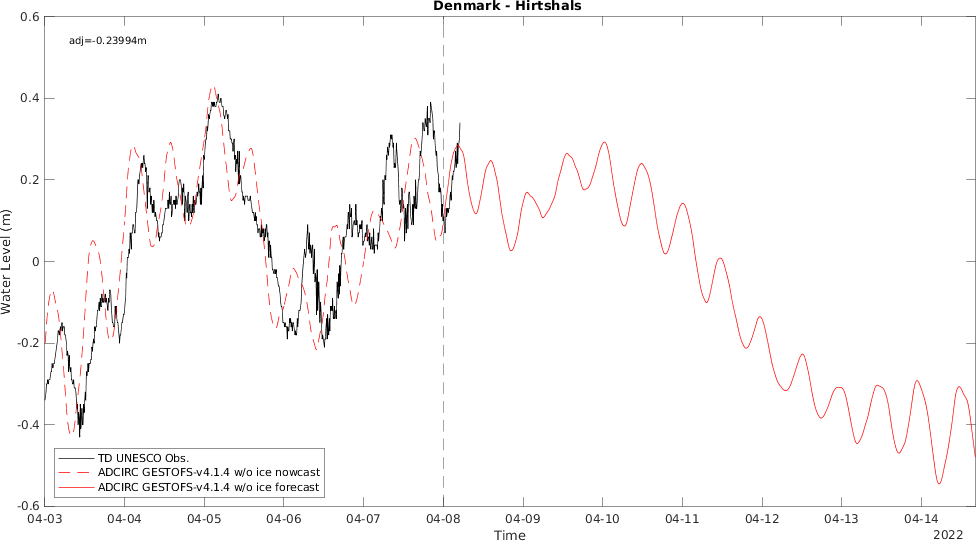 Denmark - Hirtshals
adj=-0.23994m
0.6
0.4
0.2
0
-0.2
-0.4
-0.6
Water Level (m)
TD UNESCO Obs.
ADCIRC GESTOFS-v4.1.4 w/o ice nowcast
ADCIRC GESTOFS-v4.1.4 w/o ice forecast
04-03 04-04 04-05 04-06 04-07 04-08 04-09 04-10 04-11 04-12 04-13 04-14
Time
2022